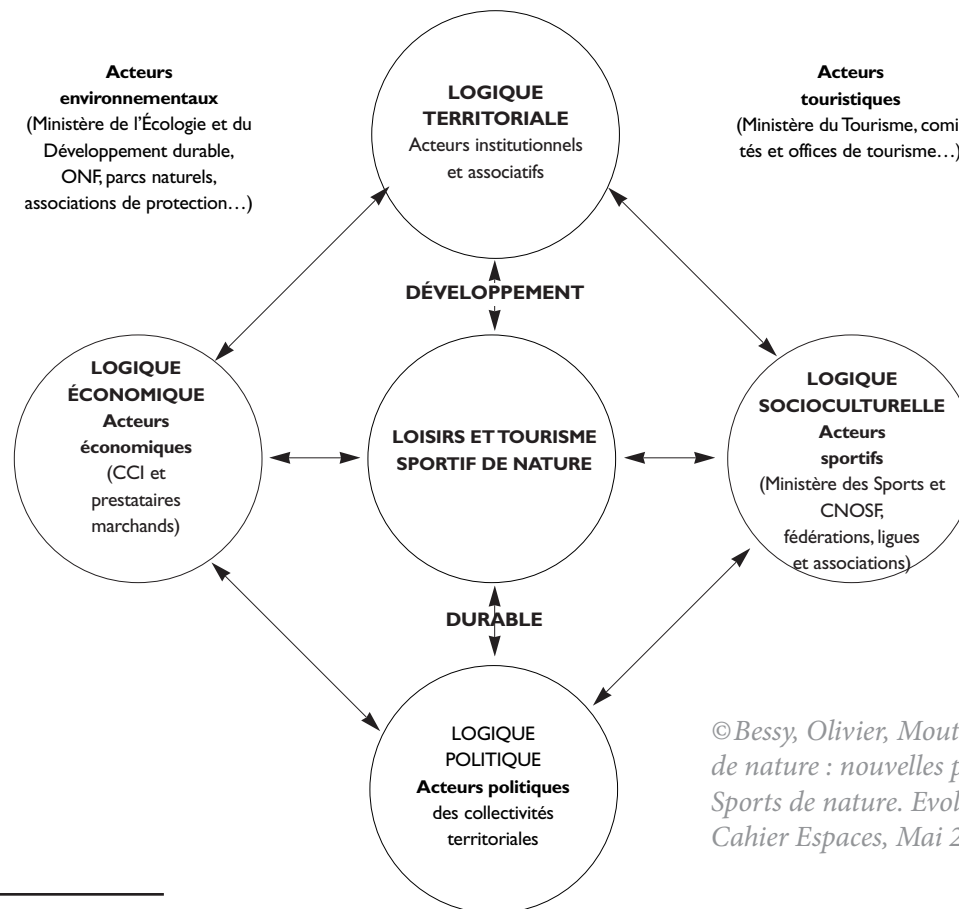 Acteurs
environnementaux
(Ministère de l'Écologie et du
Développement durable,
ONF, parcs naturels,
associations de protection…)
LOGIQUE
TERRITORIALE
Acteurs institutionnels
et associatifs
Acteurs
touristiques
(Ministère du Tourisme, comi
tés et offices de tourisme…)
DÉVELOPPEMENT
LOGIQUE
ÉCONOMIQUE
Acteurs
économiques
(CCI et
prestataires
marchands)
LOISIRS ET TOURISME
SPORTIF DE NATURE
LOGIQUE
SOCIOCULTURELLE
Acteurs
sportifs
(Ministère des Sports et
CNOSF,
fédérations, ligues
et associations)
DURABLE
LOGIQUE
POLITIQUE
Acteurs politiques
des collectivités
territoriales
©Bessy, Olivier, Mout
de nature : nouvelles p
Sports de nature. Evol
Cahier Espaces, Mai 2